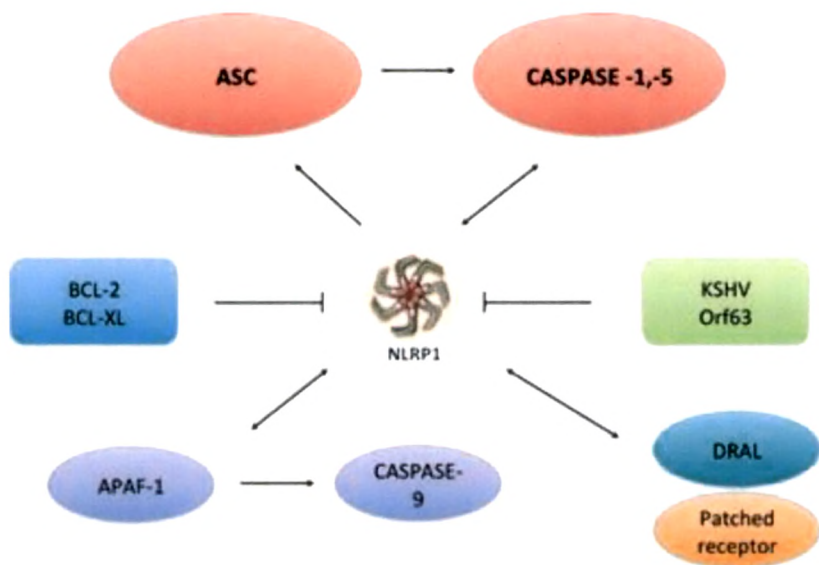 ASC
CASPASE -1,-5
BCL-2
BCL-XL
KSHV
Orf63
NLRP1
APAF-1
CASPASE-
9
DRAL
Patched
receptor